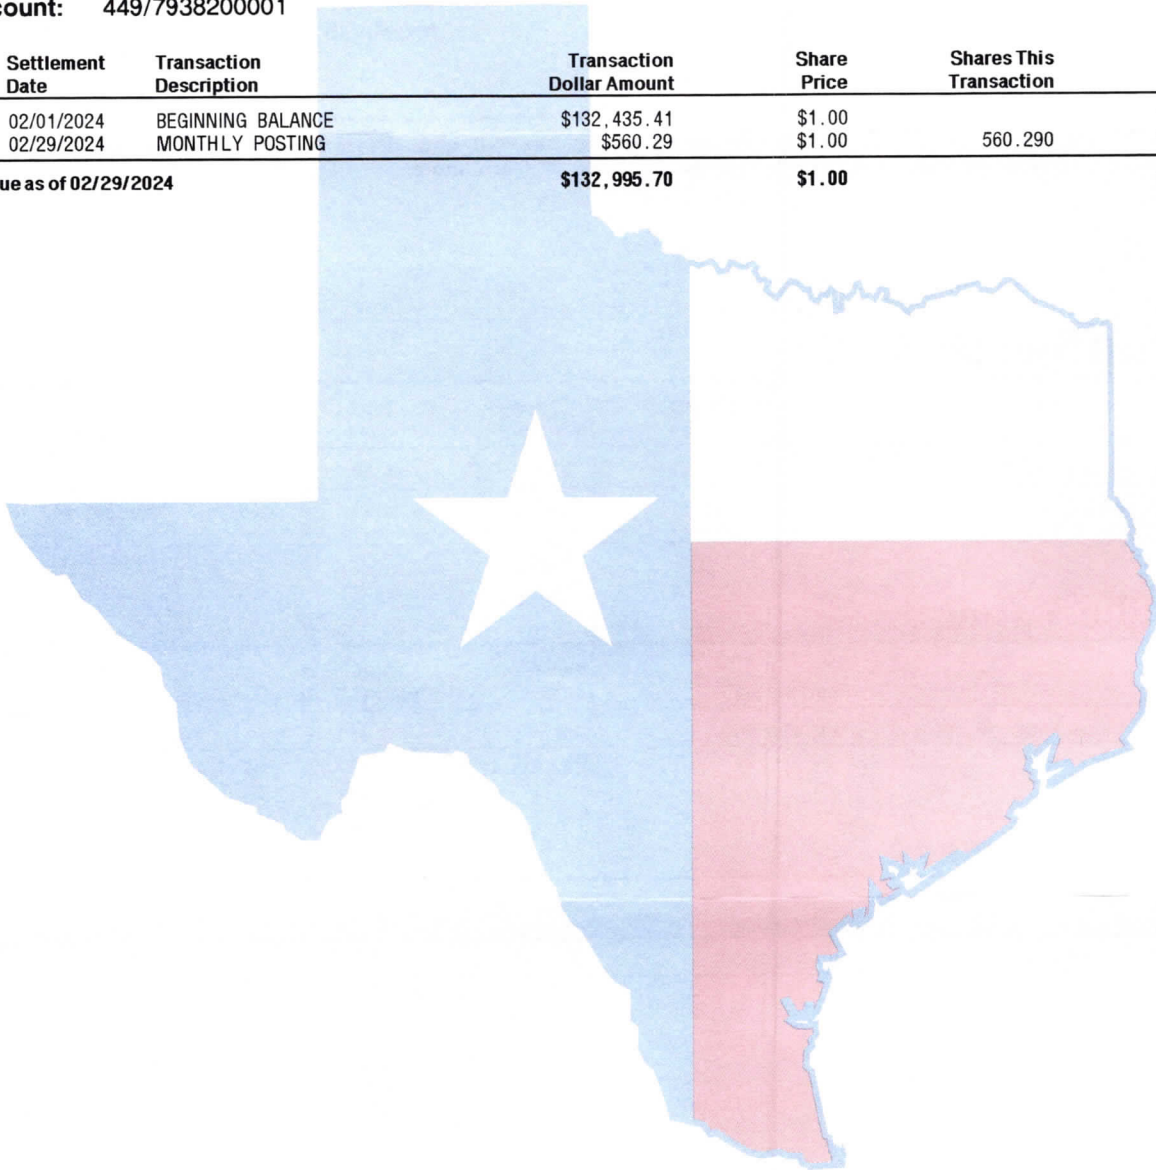 count: 449/7938200001
Settlement Transaction Transaction Share Shares This
Date Description Dollar Amount Price Transaction
02/01/2024 BEGINNING BALANCE $132,435.41 $1.00
02/29/2024 MONTHLY POSTING $560.29 $1.00 560.290
ue as of 02/29/2024 $132,995.70 $1.00